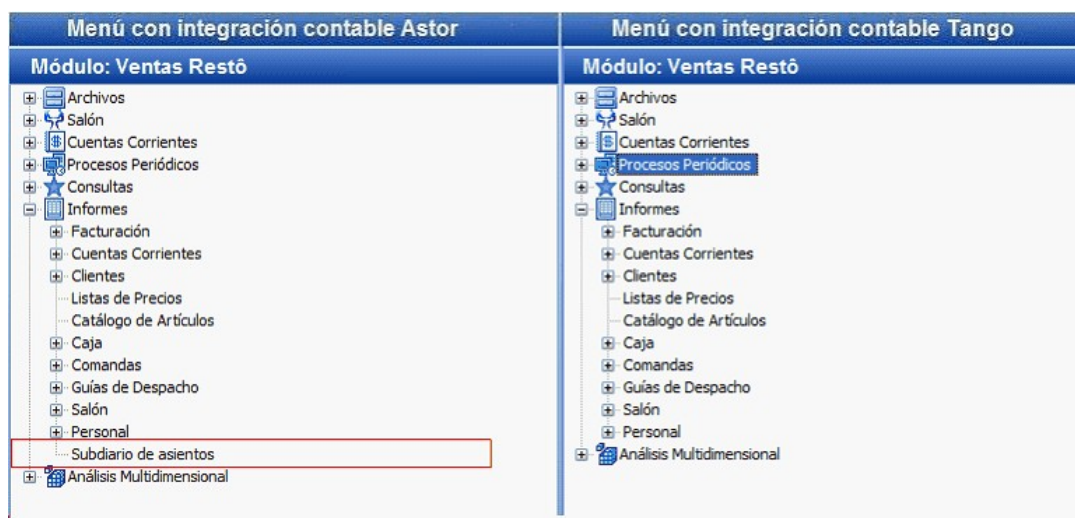 Menú con integración contable Astor
Módulo: Ventas Restô
Archivos
Salón
Cuentas Corrientes
Procesos Periódicos
Consultas
Informes
Facturación
Cuentas Corrientes
Clientes
Listas de Precios
Catálogo de Artículos
Caja
Comandas
Guías de Despacho
Salón
Personal
Subdiario de asientos
Análisis Multidimensional
Menú con integración contable Tango
Módulo: Ventas Restô
Archivos
Salón
Cuentas Corrientes
Procesos Periódicos
Consultas
Informes
Facturación
Cuentas Corrientes
Clientes
Listas de Precios
Catálogo de Artículos
Caja
Comandas
Guías de Despacho
Salón
Personal
Análisis Multidimensional